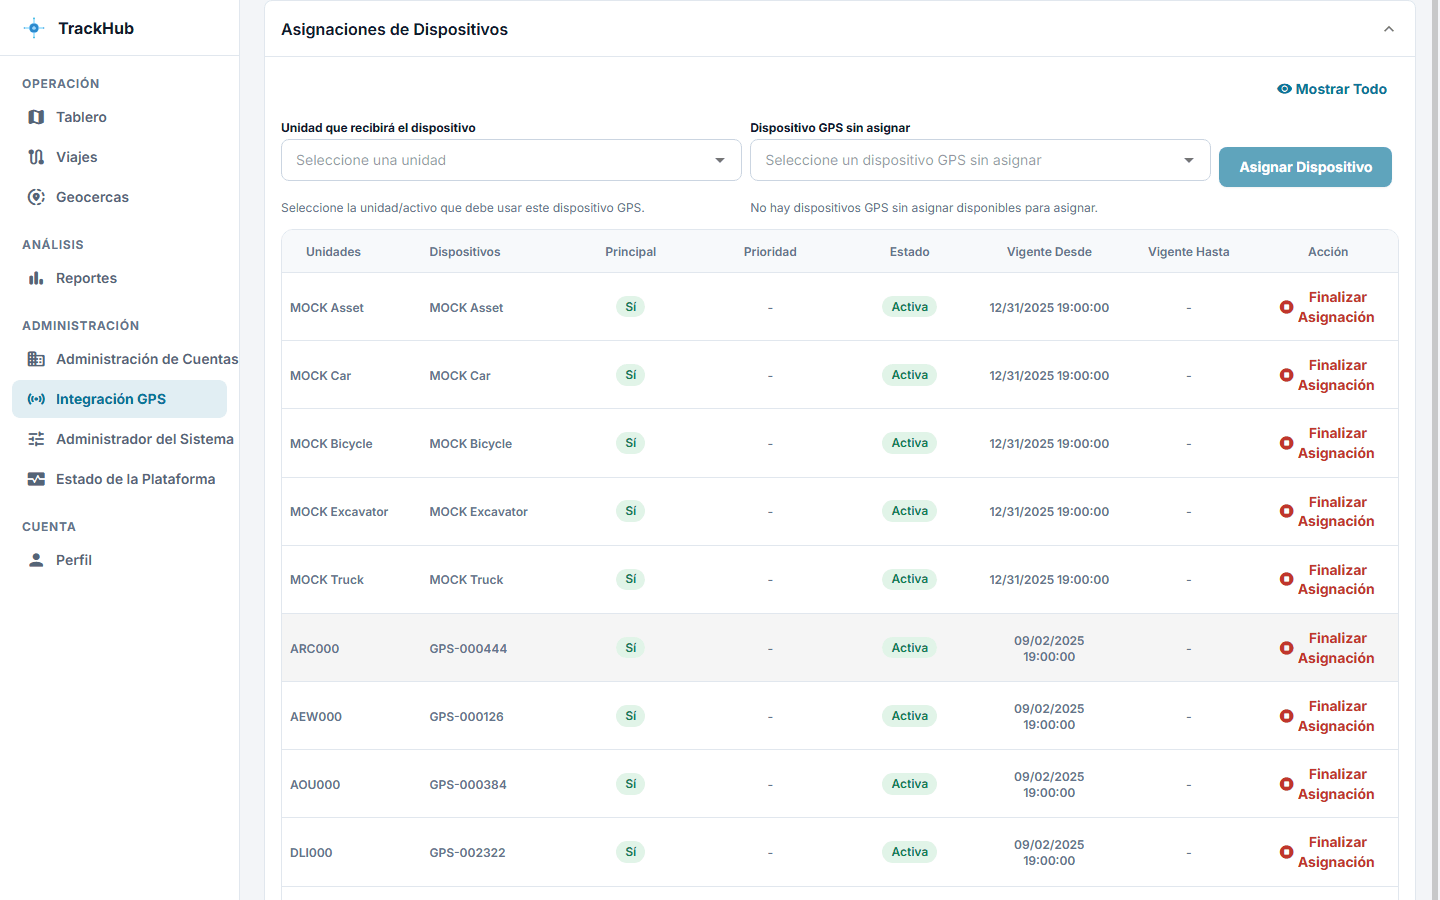 TrackHub
OPERACIÓN
Tablero
Viajes
Geocercas
ANÁLISIS
Reportes
ADMINISTRACIÓN
Administración de Cuentas
Integración GPS
Administrador del Sistema
Estado de la Plataforma
CUENTA
Perfil
Asignaciones de Dispositivos
Mostrar Todo
Unidad que recibirá el dispositivo
Dispositivo GPS sin asignar
Seleccione una unidad
Seleccione un dispositivo GPS sin asignar
Asignar Dispositivo
Seleccione la unidad/activo que debe usar este dispositivo GPS.
No hay dispositivos GPS sin asignar disponibles para asignar.
Unidades Dispositivos Principal Prioridad Estado Vigente Desde Vigente Hasta Acción
MOCK Asset MOCK Asset Sí - Activa 12/31/2025 19:00:00 - Finalizar Asignación
MOCK Car MOCK Car Sí - Activa 12/31/2025 19:00:00 - Finalizar Asignación
MOCK Bicycle MOCK Bicycle Sí - Activa 12/31/2025 19:00:00 - Finalizar Asignación
MOCK Excavator MOCK Excavator Sí - Activa 12/31/2025 19:00:00 - Finalizar Asignación
MOCK Truck MOCK Truck Sí - Activa 12/31/2025 19:00:00 - Finalizar Asignación
ARC000 GPS-000444 Sí - Activa 09/02/2025 19:00:00 - Finalizar Asignación
AEW000 GPS-000126 Sí - Activa 09/02/2025 19:00:00 - Finalizar Asignación
AOU000 GPS-000384 Sí - Activa 09/02/2025 19:00:00 - Finalizar Asignación
DLI000 GPS-002322 Sí - Activa 09/02/2025 19:00:00 - Finalizar Asignación